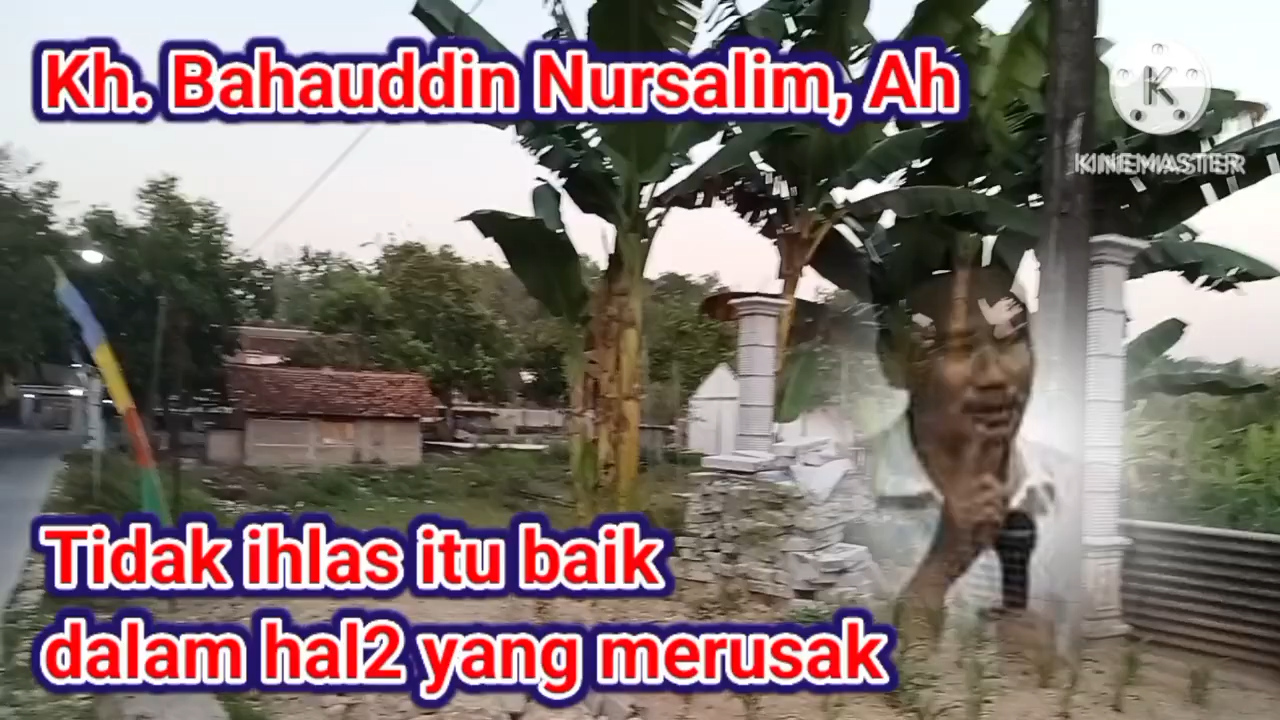 Kh. Bahauddin Nursalim, Ah
K
KINEMASTER
Tidak ihlas itu baik
dalam hal2 yang merusak